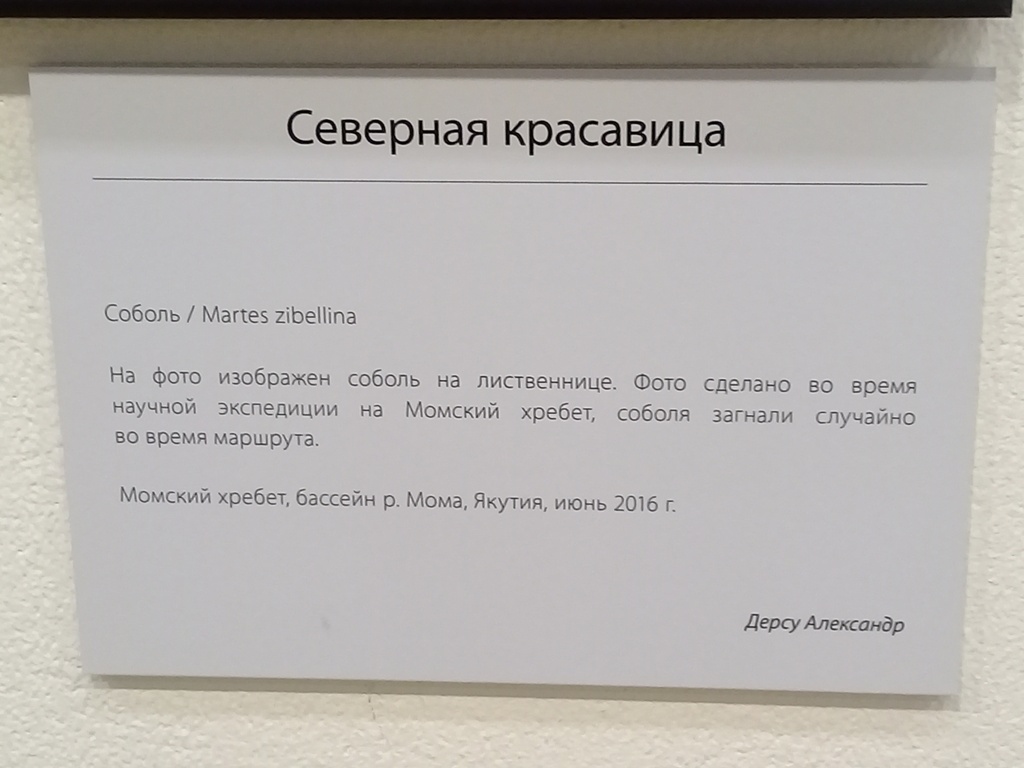 Северная красавица
Соболь / Martes zibellina
На фото изображен соболь на лиственнице. Фото сделано во время
научной экспедиции на Момский хребет, соболя загнали случайно
во время маршрута.
Момский хребет, бассейн р. Мома, Якутия, июнь 2016 г.
Дерсу Александр